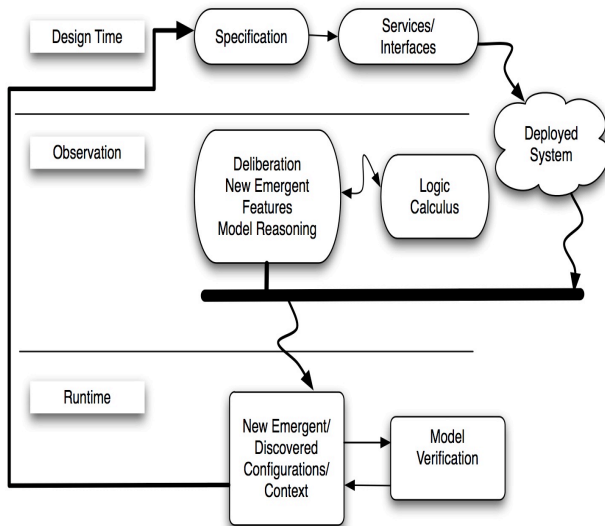 Design Time
Specification
Services/
Interfaces
Deployed
System
Observation
Deliberation
New Emergent
Features
Model Reasoning
Logic
Calculus
Runtime
New Emergent/
Discovered
Configurations/
Context
Model
Verification